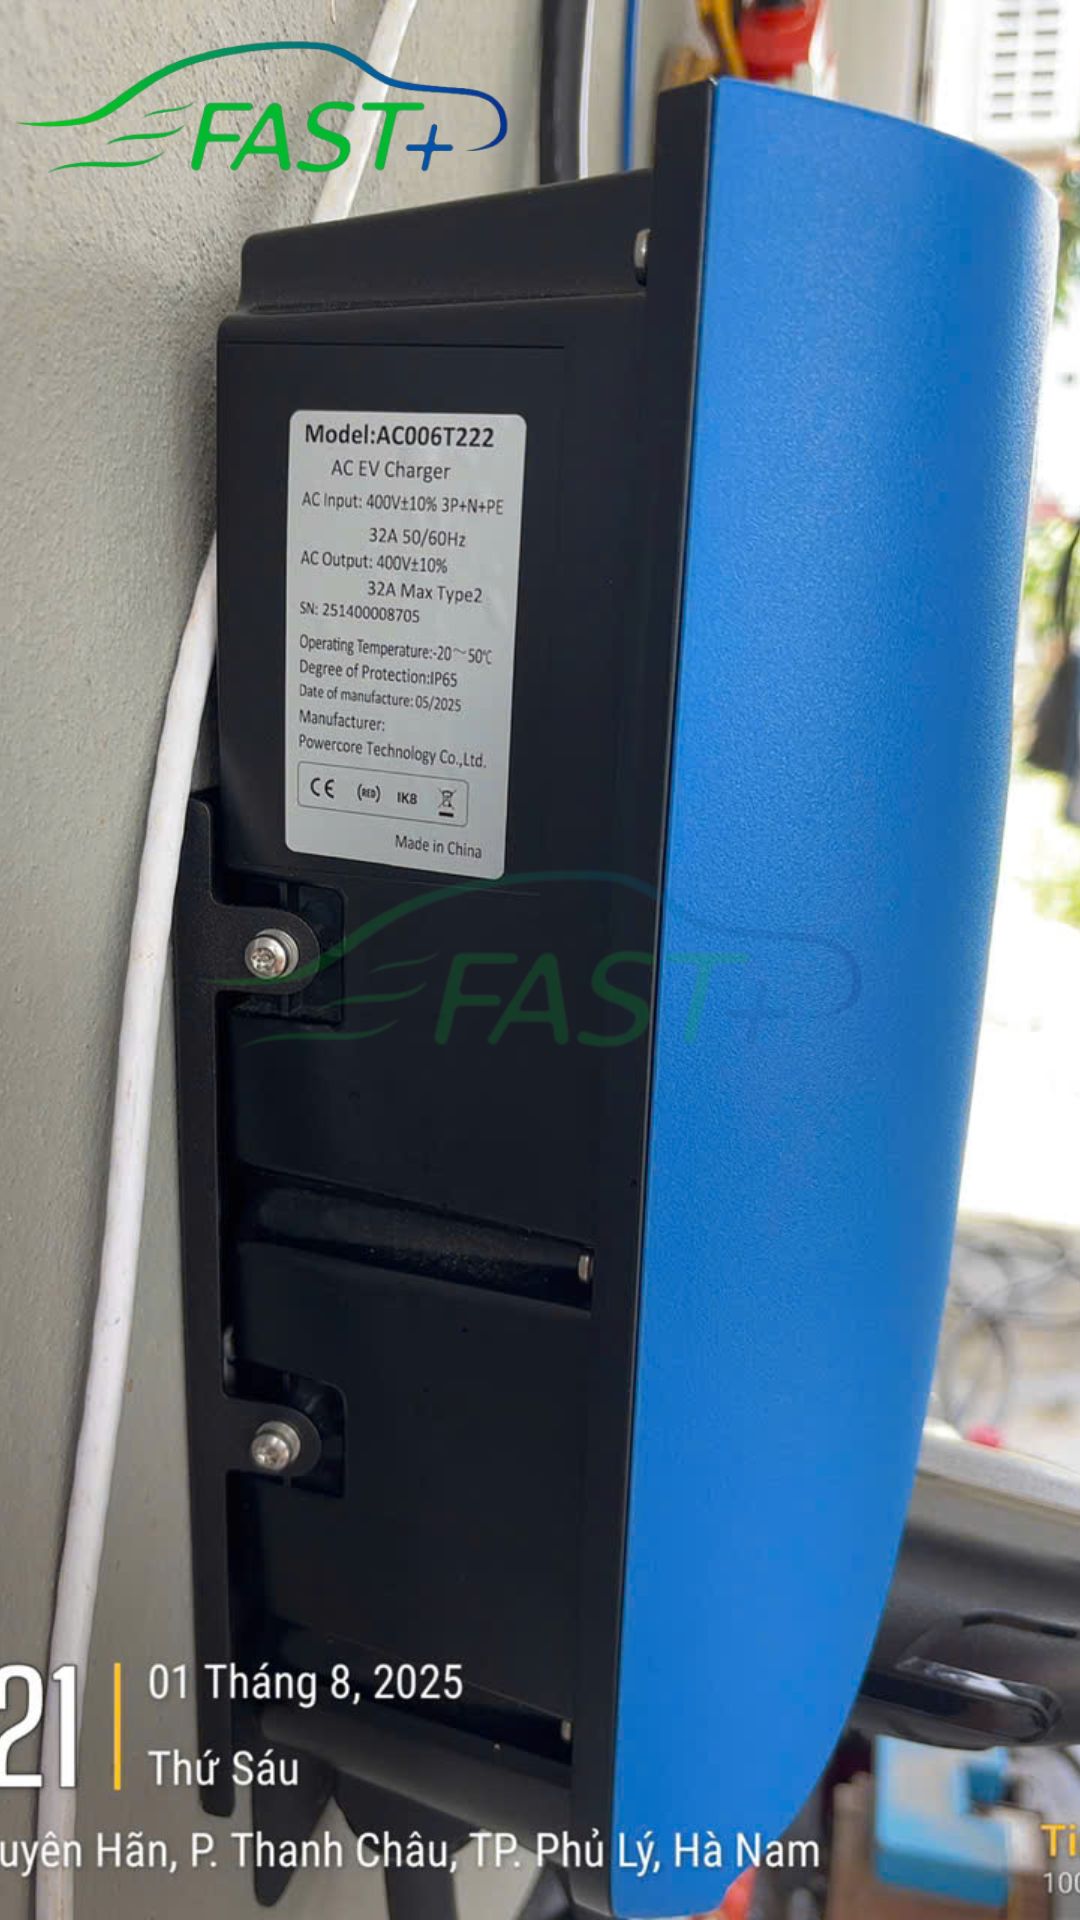 FAST+
Model:AC006T222
AC EV Charger
AC Input: 400V±10% 3P+N+PE
32A 50/60Hz
AC Output: 400V±10%
32A Max Type2
SN: 251400008705
Operating Temperature:-20~50℃
Degree of Protection:IP65
Date of manufacture: 05/2025
Manufacturer:
Powercore Technology Co.,Ltd.
CE (RED) IK8
Made in China
FAST+
21
01 Tháng 8, 2025
Thứ Sáu
Hãn, P. Thanh Châu, TP. Phủ Lý, Hà Nam